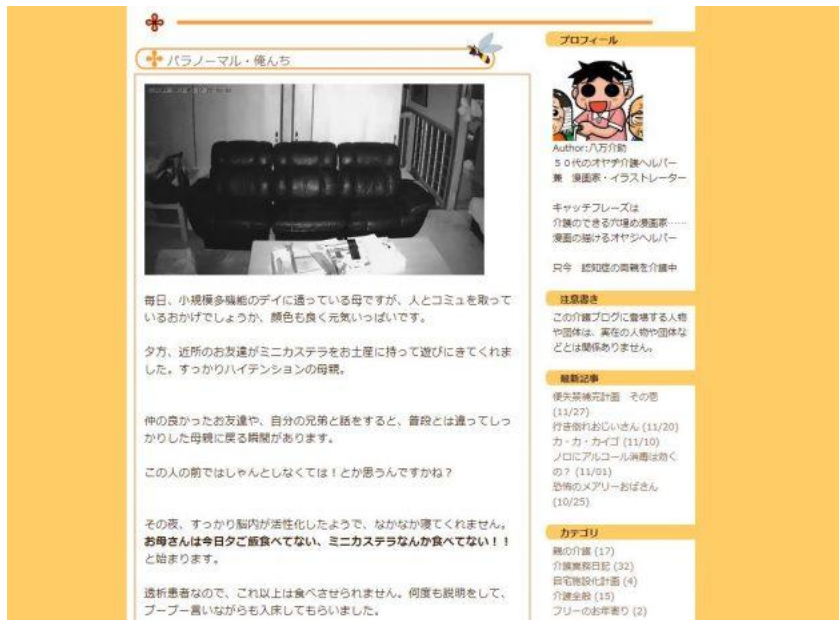 パラノーマル・俺んち
毎日、小規模多機能のデイに通っている母ですが、人とコミュを取って
いるおかげでしょうか、顔色も良く元気いっぱいです。
夕方、近所のお友達がミニカステラをお土産に持って遊びにきてくれま
した。すっかりハイテンションの母親。
仲の良かったお友達や、自分の兄弟と話をすると、普段とは違ってしっ
かりした母親に戻る瞬間があります。
この人の前ではしゃんとしなくては！とか思うんですかね？
その夜、すっかり脳内が活性化したようで、なかなか寝てくれません。
お母さんは今日夕ご飯食べてない、ミニカステラなんか食べてない！！
と始まります。
透析患者なので、これ以上は食べさせられません。何度も説明をして、
ブーブー言いながらも入床してもらいました。
プロフィール
Author:八万介助
５０代のオヤヂ介護ヘルパー
兼　漫画家・イラストレーター
キャッチフレーズは
介護のできる穴埋め漫画家……
漫画の描けるオヤジヘルパー
只今　認知症の両親を介護中
注意書き
この介護ブログに登場する人物
や団体は、実在の人物や団体な
どとは関係ありません。
最新記事
便失禁補完計画　その壱
(11/27)
行き倒れおじいさん (11/20)
カ・カ・カイゴ (11/10)
ノロにアルコール消毒は効く
の？ (11/01)
恐怖のメアリーおばさん
(10/25)
カテゴリ
親の介護 (17)
介護業務日記 (32)
自宅施設化計画 (4)
介護全般 (15)
フリーのお年寄り (2)